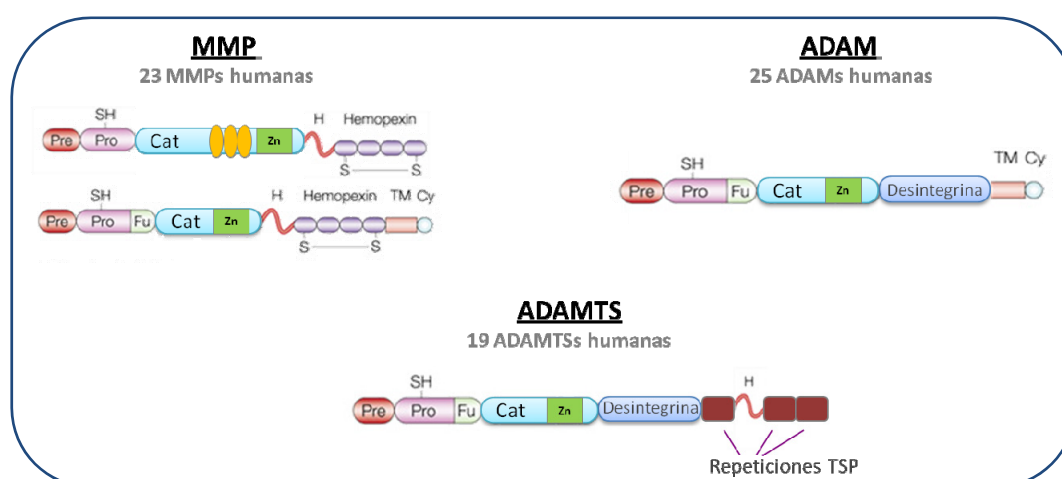 MMP
23 MMPs humanas
SH
H
Hemopexin
Pre
Pro
Cat
Zn
S
S
SH
H
Hemopexin
TM Cy
Pre
Pro
Fu
Cat
Zn
S
S
ADAM
25 ADAMs humanas
SH
TM Cy
Pre
Pro
Fu
Cat
Zn
Desintegrina
ADAMTS
19 ADAMTSs humanas
SH
H
Pre
Pro
Fu
Cat
Zn
Desintegrina
Repeticiones TSP